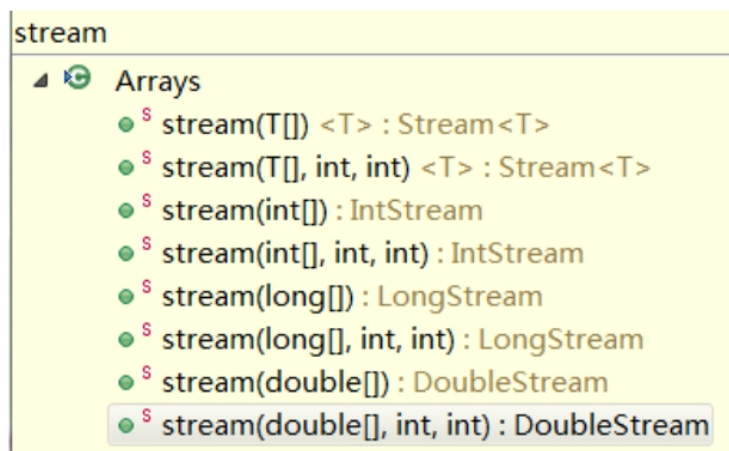 stream
Arrays
S stream(T[]) <T> : Stream<T>
S stream(T[], int, int) <T> : Stream<T>
S stream(int[]) : IntStream
S stream(int[], int, int) : IntStream
S stream(long[]) : LongStream
S stream(long[], int, int) : LongStream
S stream(double[]) : DoubleStream
S stream(double[], int, int) : DoubleStream